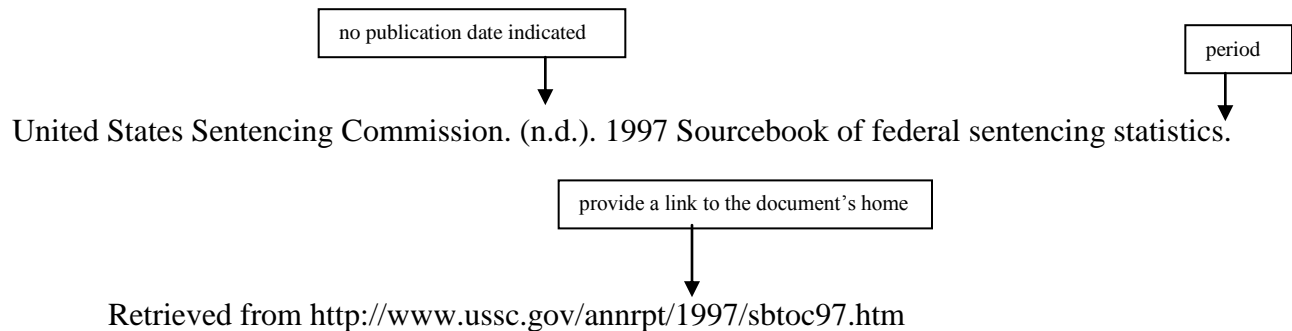 no publication date indicated
period
United States Sentencing Commission. (n.d.). 1997 Sourcebook of federal sentencing statistics.
provide a link to the document’s home
Retrieved from http://www.ussc.gov/annrpt/1997/sbtoc97.htm